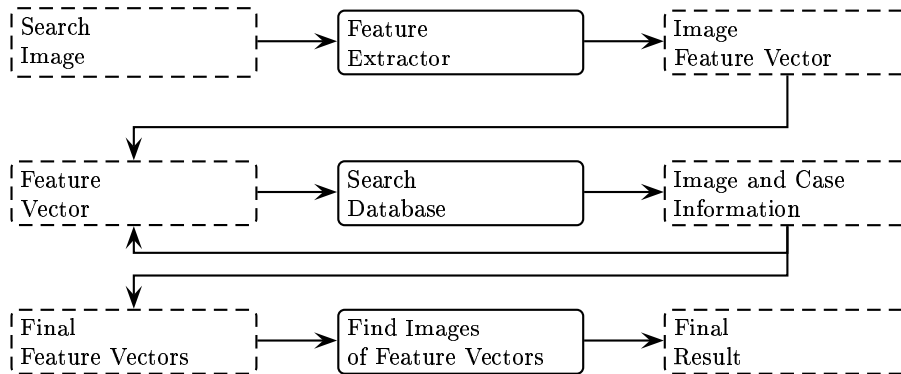 Search
Image
Feature
Extractor
Image
Feature Vector
Feature
Vector
Search
Database
Image and Case
Information
Final
Feature Vectors
Find Images
of Feature Vectors
Final
Result